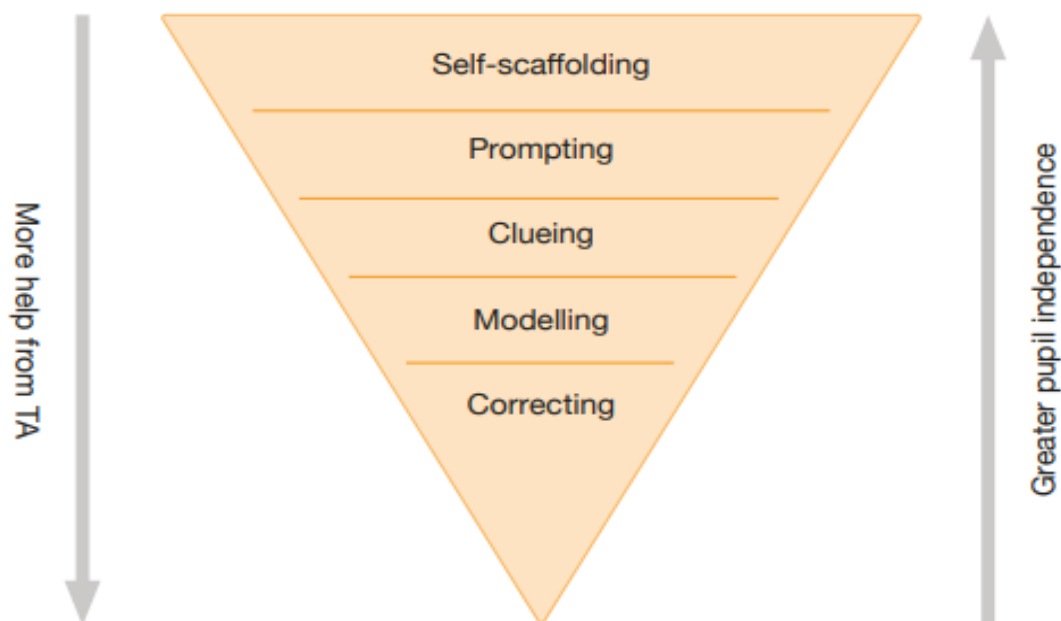 Self-scaffolding
Prompting
Clueing
Modelling
Correcting
More help from TA
Greater pupil independence